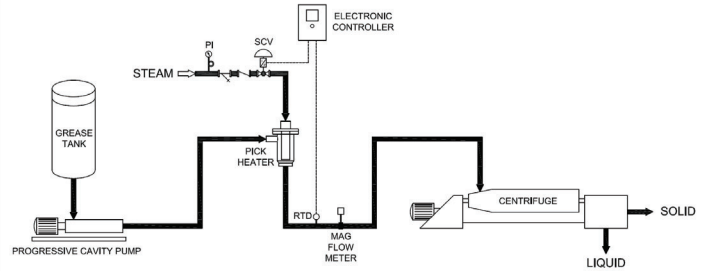 ELECTRONIC
CONTROLLER
PI
SCV
STEAM
GREASE
TANK
PICK
HEATER
RTD
MAG
FLOW
METER
CENTRIFUGE
SOLID
LIQUID
PROGRESSIVE CAVITY PUMP